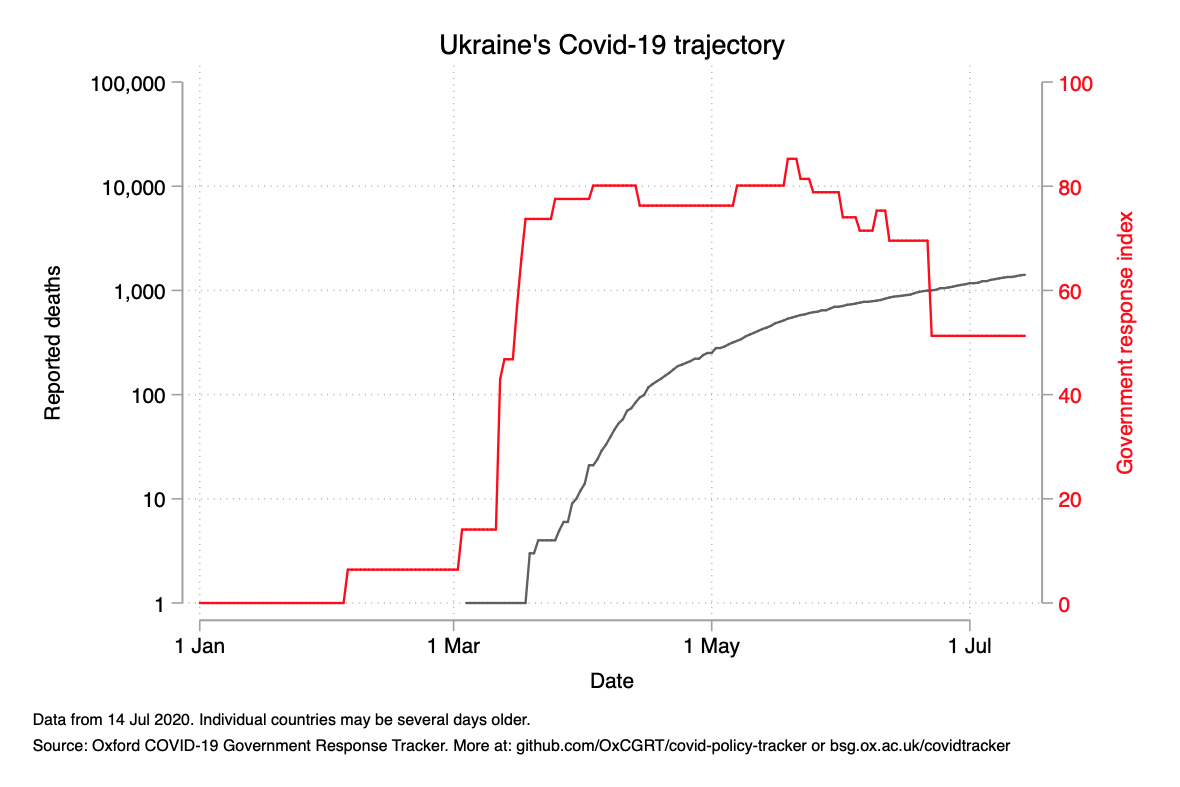 Ukraine's Covid-19 trajectory
100,000
10,000
1,000
100
10
1
Reported deaths
100
80
60
40
20
0
Government response index
1 Jan
1 Mar
1 May
1 Jul
Date
Data from 14 Jul 2020. Individual countries may be several days older.
Source: Oxford COVID-19 Government Response Tracker. More at: github.com/OxCGRT/covid-policy-tracker or bsg.ox.ac.uk/covidtracker